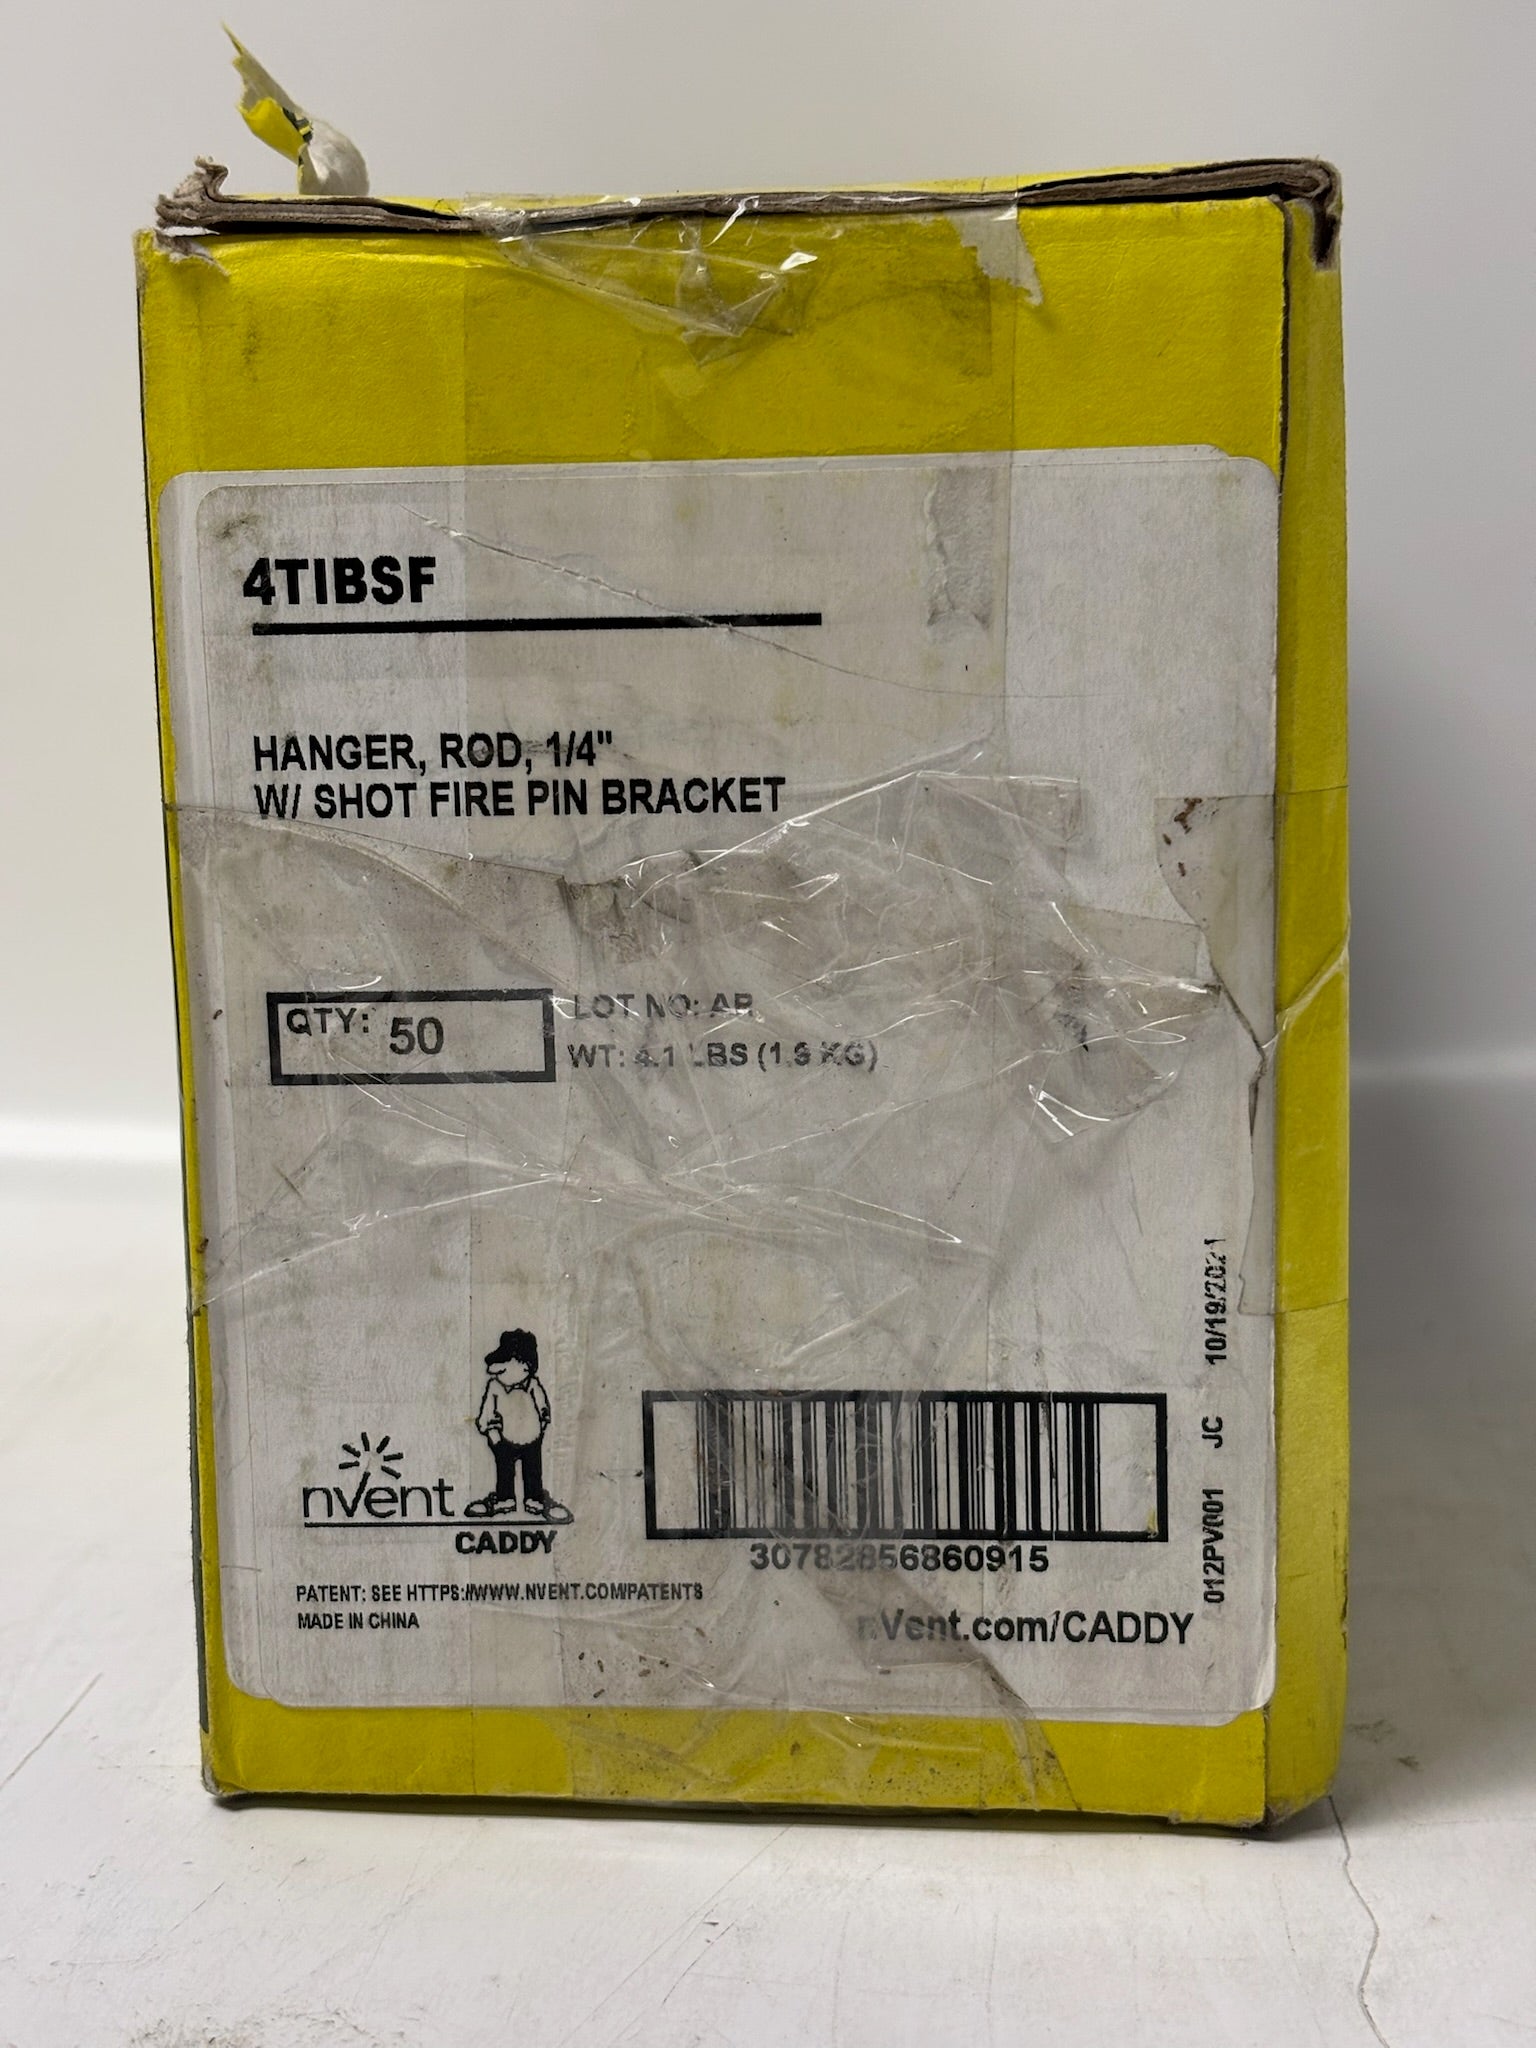 4TIBSF
HANGER, ROD, 1/4"
W/ SHOT FIRE PIN BRACKET
QTY: 50
LOT NO: AR
WT: 4.1 LBS (1.9 KG)
nvent
CADDY
30782856860915
PATENT: SEE HTTPS://WWW.NVENT.COM/PATENTS
MADE IN CHINA
nVent.com/CADDY
012PV001 JC 10/19/2021